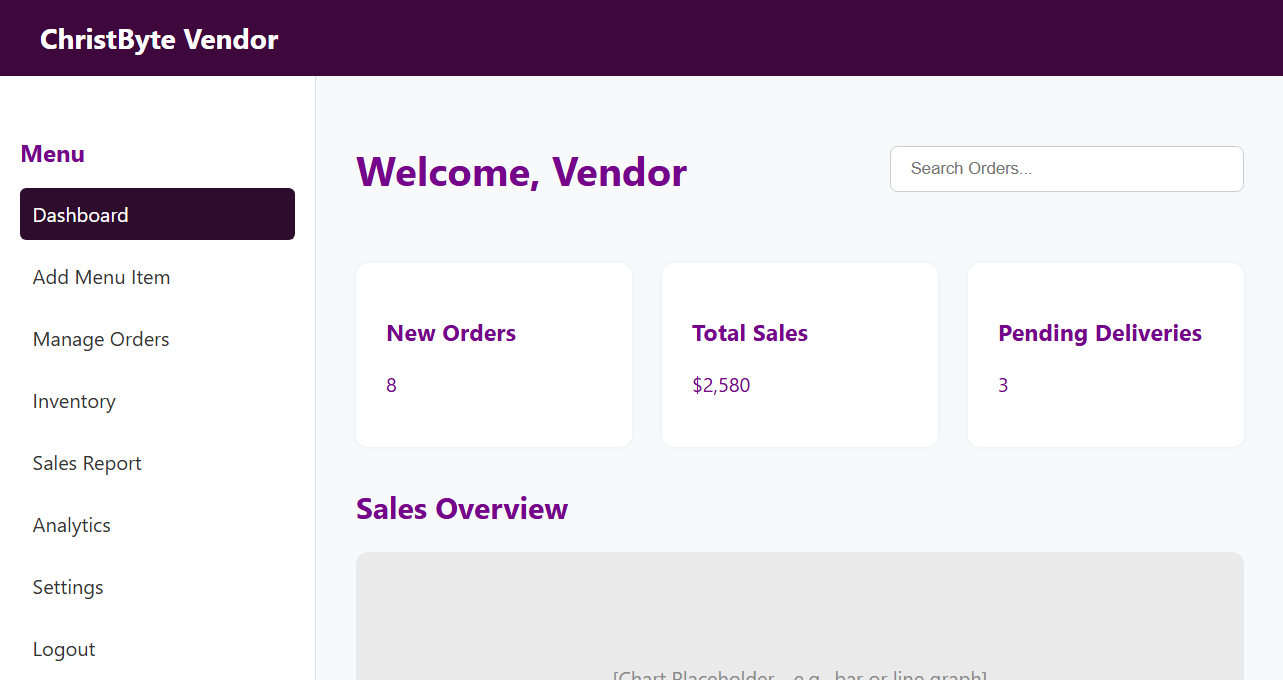 ChristByte Vendor
Menu
Dashboard
Add Menu Item
Manage Orders
Inventory
Sales Report
Analytics
Settings
Logout
Welcome, Vendor
Search Orders...
New Orders
8
Total Sales
$2,580
Pending Deliveries
3
Sales Overview
[Chart Placeholder - e.g., bar or line graph]